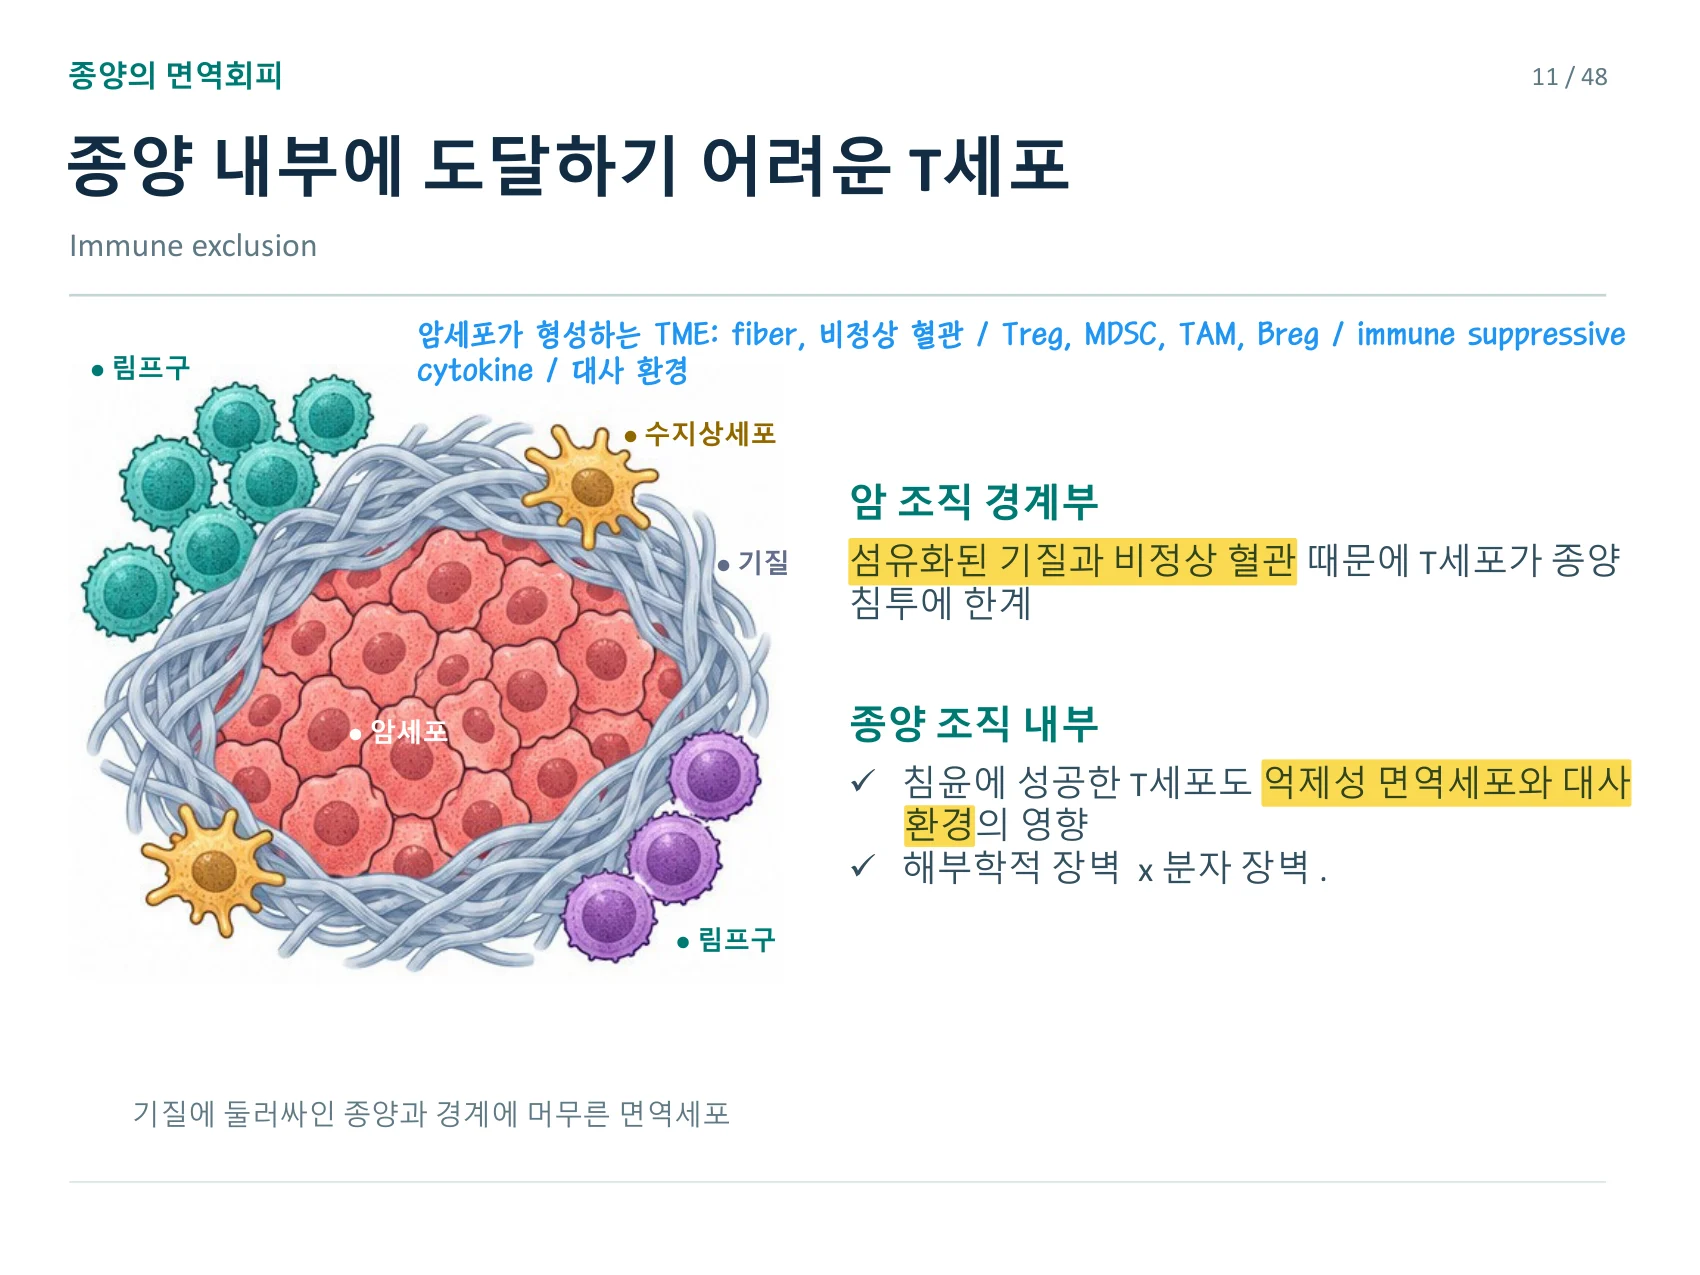 종양의 면역회피
11 / 48
종양 내부에 도달하기 어려운 T세포
Immune exclusion
암세포가 형성하는 TME: fiber, 비정상 혈관 / Treg, MDSC, TAM, Breg / immune suppressive
cytokine / 대사 환경
• 림프구
• 수지상세포
• 기질
• 암세포
• 림프구
기질에 둘러싸인 종양과 경계에 머무른 면역세포
암 조직 경계부
섬유화된 기질과 비정상 혈관 때문에 T세포가 종양
침투에 한계
종양 조직 내부
✓ 침윤에 성공한 T세포도 억제성 면역세포와 대사
환경의 영향
✓ 해부학적 장벽 x 분자 장벽 .